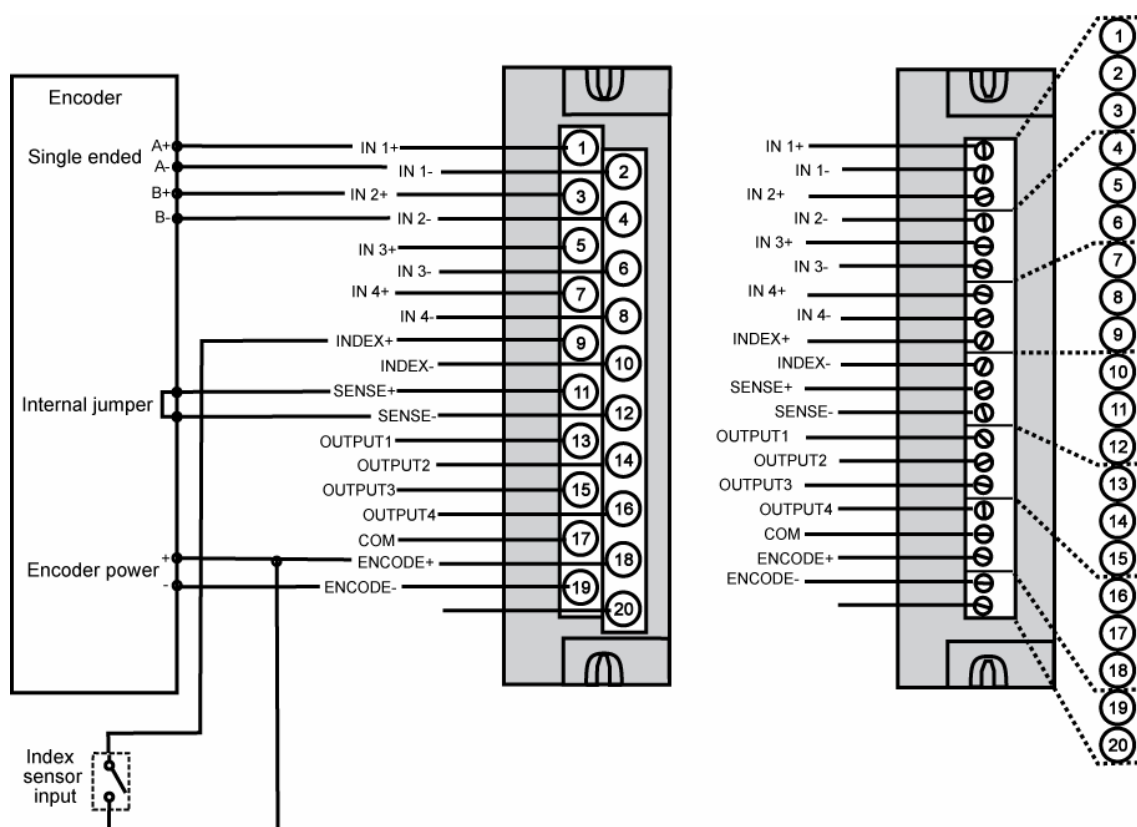 Encoder
Single ended
A+
A-
B+
B-
Internal jumper
Encoder power
+
-
Index
sensor
input
IN 1+
IN 1-
IN 2+
IN 2-
IN 3+
IN 3-
IN 4+
IN 4-
INDEX+
INDEX-
SENSE+
SENSE-
OUTPUT1
OUTPUT2
OUTPUT3
OUTPUT4
COM
ENCODE+
ENCODE-
1
2
3
4
5
6
7
8
9
10
11
12
13
14
15
16
17
18
19
20
IN 1+
IN 1-
IN 2+
IN 2-
IN 3+
IN 3-
IN 4+
IN 4-
INDEX+
INDEX-
SENSE+
SENSE-
OUTPUT1
OUTPUT2
OUTPUT3
OUTPUT4
COM
ENCODE+
ENCODE-
1
2
3
4
5
6
7
8
9
10
11
12
13
14
15
16
17
18
19
20